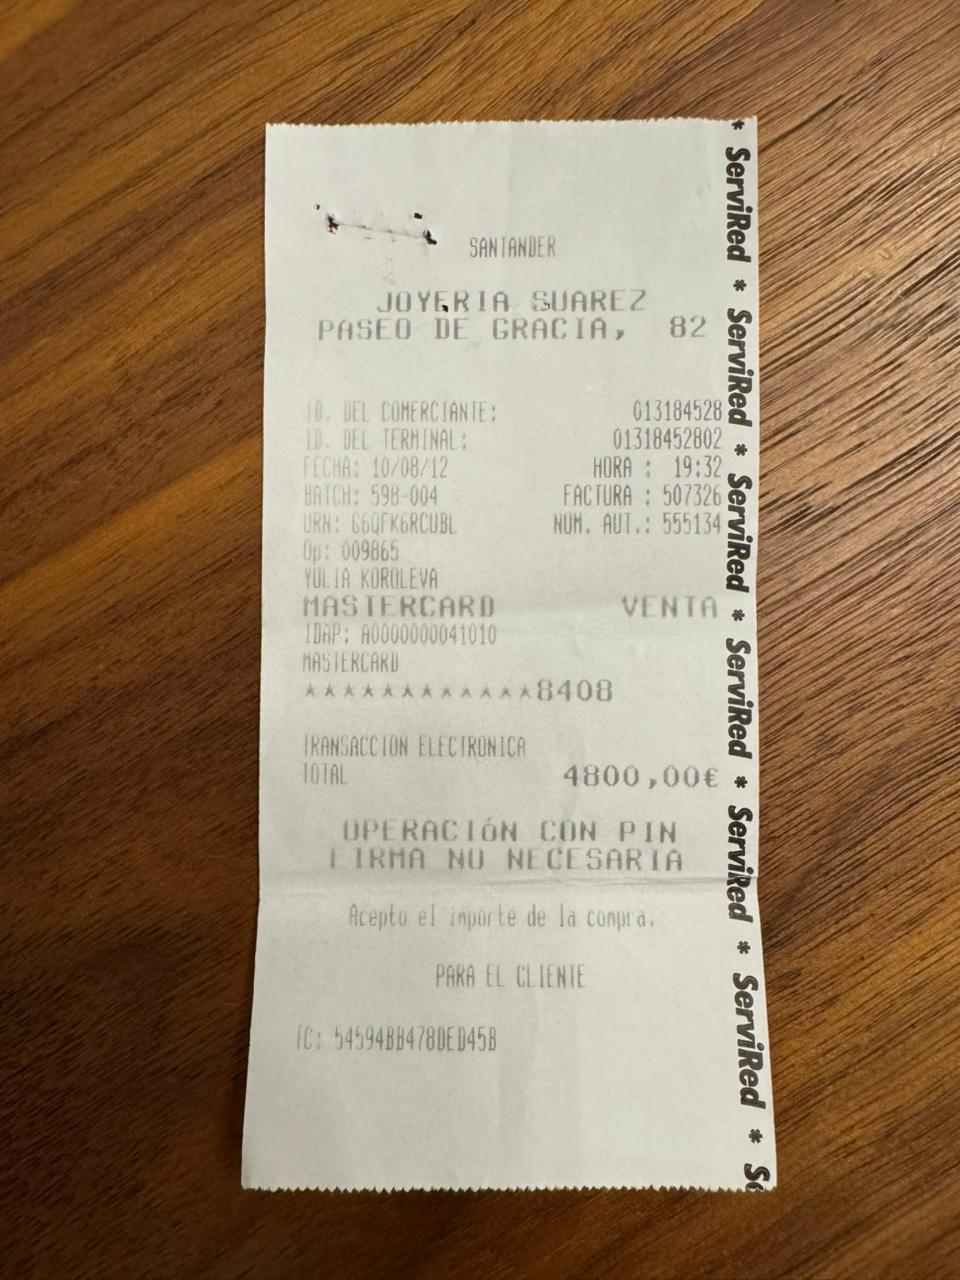 SANTANDER
JOYERIA SUAREZ
PASEO DE GRACIA, 82
ID. DEL COMERCIANTE: 013184528
ID. DEL TERMINAL: 01318452802
FECHA: 10/08/12 HORA : 19:32
BATCH: 598-004 FACTURA : 507326
URN: C6QFK6RCUBL NUM. AUT.: 555134
Op: 009865
YULIA KOROLEVA
MASTERCARD VENTA
IDAP: A0000000041010
MASTERCARD
************8408
TRANSACCION ELECTRONICA
TOTAL 4800,00€
OPERACIóN CON PIN
FIRMA NO NECESARIA
Acepto el importe de la compra.
PARA EL CLIENTE
TC: 54594BB478DED45B
* ServiRed * ServiRed * ServiRed * ServiRed * ServiRed * ServiRed * Se